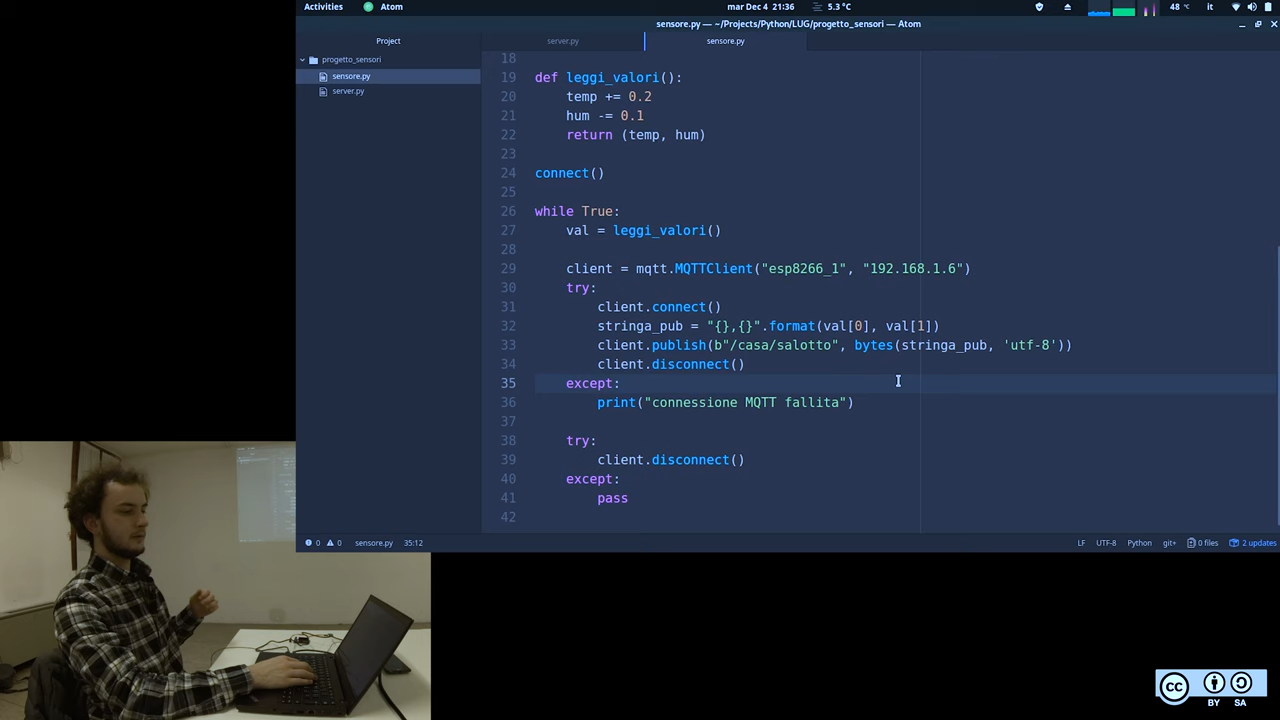 Activities Atom mar Dec 4 21:36 5.3 °C 48 °C it
sensore.py — ~/Projects/Python/LUG/progetto_sensori — Atom
Project server.py sensore.py
progetto_sensori
sensore.py
server.py
18
19 def leggi_valori():
20 temp += 0.2
21 hum -= 0.1
22 return (temp, hum)
23
24 connect()
25
26 while True:
27 val = leggi_valori()
28
29 client = mqtt.MQTTClient("esp8266_1", "192.168.1.6")
30 try:
31 client.connect()
32 stringa_pub = "{},{}".format(val[0], val[1])
33 client.publish(b"/casa/salotto", bytes(stringa_pub, 'utf-8'))
34 client.disconnect()
35 except:
36 print("connessione MQTT fallita")
37
38 try:
39 client.disconnect()
40 except:
41 pass
42
0 0 sensore.py 35:12 LF UTF-8 Python git+ 0 files 2 updates
cc
BY SA